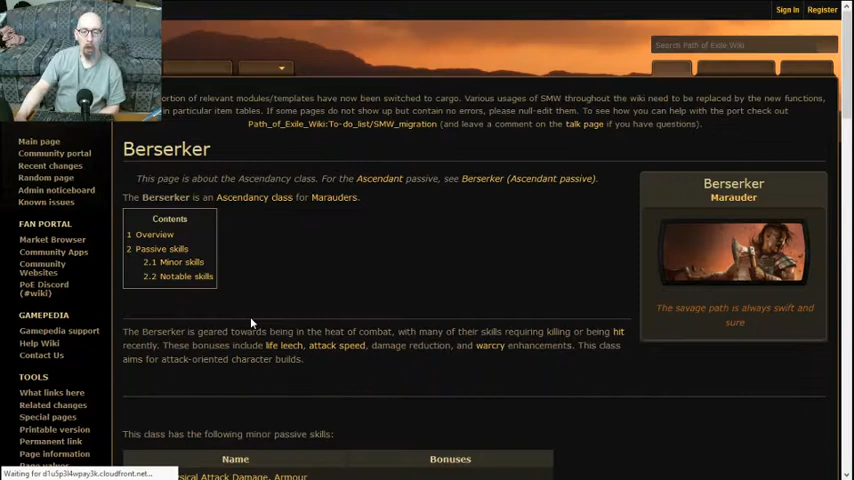 Sign In Register
Search Path of Exile Wiki
ortion of relevant modules/templates have now been switched to cargo. Various usages of SMW throughout the wiki need to be replaced by the new functions,
in particular item tables. If some pages do not show up but contain no errors, please null-edit them. To see how you can help with the port check out
Path_of_Exile_Wiki:To-do_list/SMW_migration (and leave a comment on the talk page if you have questions).
Berserker
This page is about the Ascendancy class. For the Ascendant passive, see Berserker (Ascendant passive).
The Berserker is an Ascendancy class for Marauders.
Contents
1 Overview
2 Passive skills
2.1 Minor skills
2.2 Notable skills
The Berserker is geared towards being in the heat of combat, with many of their skills requiring killing or being hit
recently. These bonuses include life leech, attack speed, damage reduction, and warcry enhancements. This class
aims for attack-oriented character builds.
This class has the following minor passive skills:
Name Bonuses
ysical Attack Damage, Armour
Berserker
Marauder
The savage path is always swift and
sure
Main page
Community portal
Recent changes
Random page
Admin noticeboard
Known issues
FAN PORTAL
Market Browser
Community Apps
Community
Websites
PoE Discord
(#wiki)
GAMEPEDIA
Gamepedia support
Help Wiki
Contact Us
TOOLS
What links here
Related changes
Special pages
Printable version
Permanent link
Page information
Page values
Waiting for d1u5p3l4wpay3k.cloudfront.net...